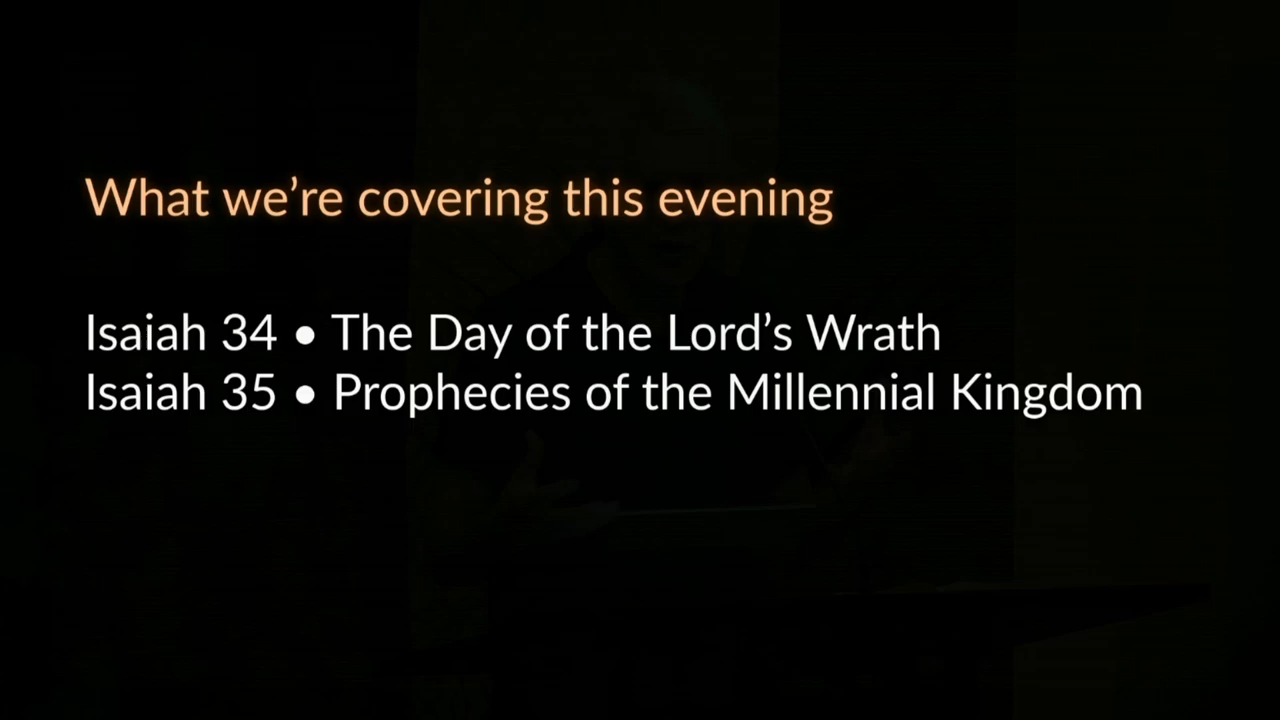 What we’re covering this evening
Isaiah 34 • The Day of the Lord’s Wrath
Isaiah 35 • Prophecies of the Millennial Kingdom